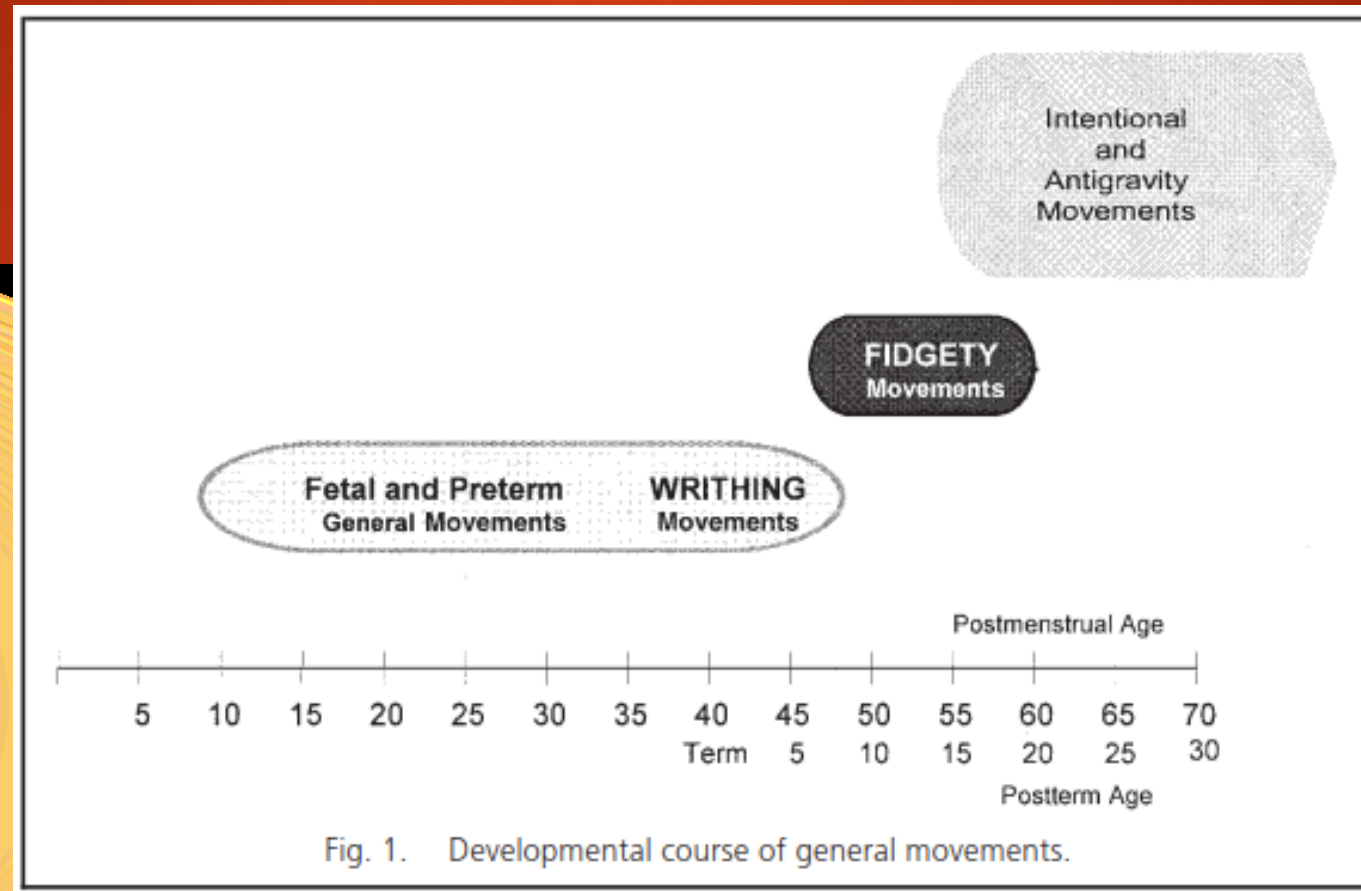 Intentional
and
Antigravity
Movements
FIDGETY
Movements
Fetal and Preterm WRITHING
General Movements Movements
Postmenstrual Age
5 10 15 20 25 30 35 40 45 50 55 60 65 70
Term 5 10 15 20 25 30
Postterm Age
Fig. 1. Developmental course of general movements.